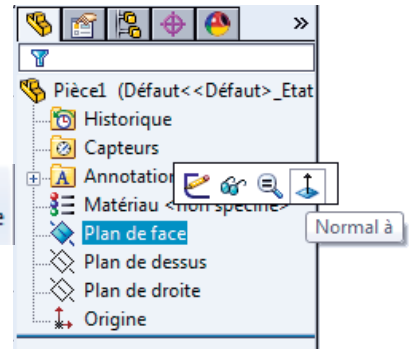 »
Pièce1 (Défaut<<Défaut>_Etat
Historique
Capteurs
A Annotation
Matériau <non spécifié>
e
Plan de face
Normal à
Plan de dessus
Plan de droite
Origine